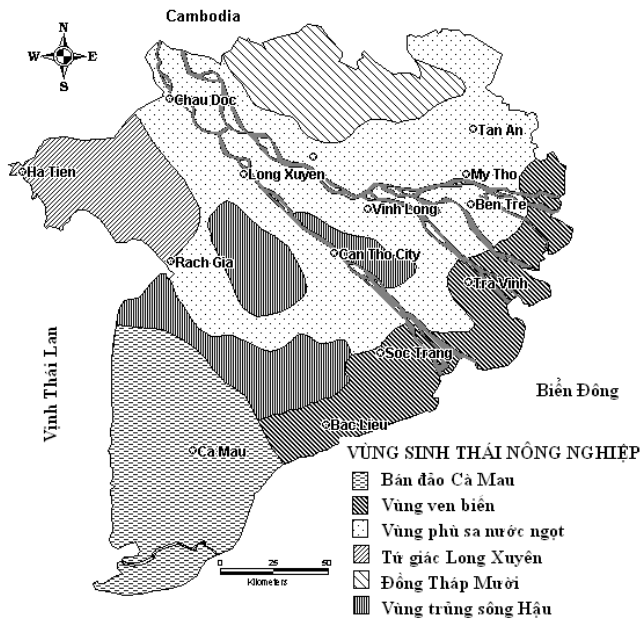 Cambodia
N
W E
S
Chau Doc
Tan An
Ha Tien
Long Xuyen
My Tho
Vinh Long
Ben Tre
Can Tho City
Rach Gia
Tra Vinh
Soc Trang
Vịnh Thái Lan
Biển Đông
Bac Lieu
Ca Mau
VÙNG SINH THÁI NÔNG NGHIỆP
Bán đảo Cà Mau
Vùng ven biển
Vùng phù sa nước ngọt
Tứ giác Long Xuyên
Đồng Tháp Mười
Vùng trũng sông Hậu
0 25 50
Kilometers